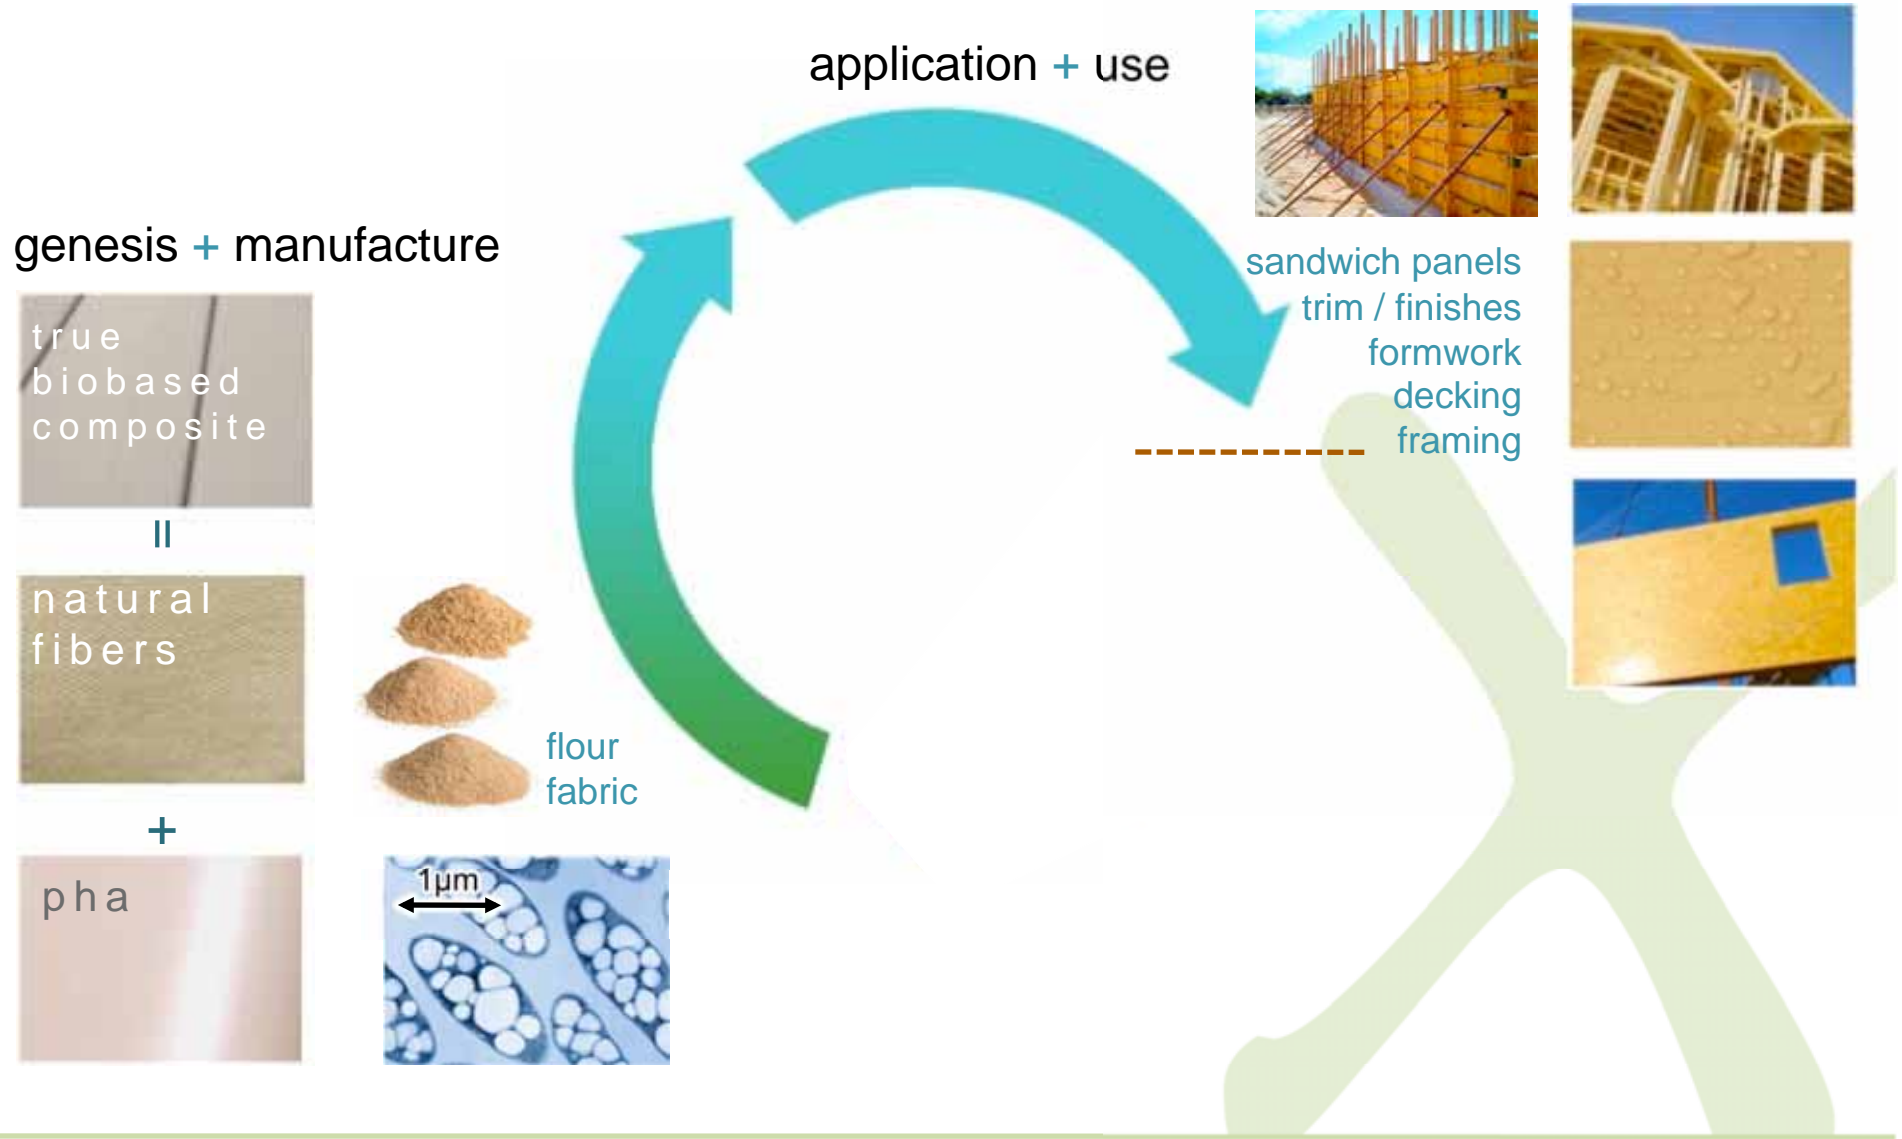 application + use
genesis + manufacture
true
biobased
composite
=
natural
fibers
+
pha
flour
fabric
1µm
sandwich panels
trim / finishes
formwork
decking
framing